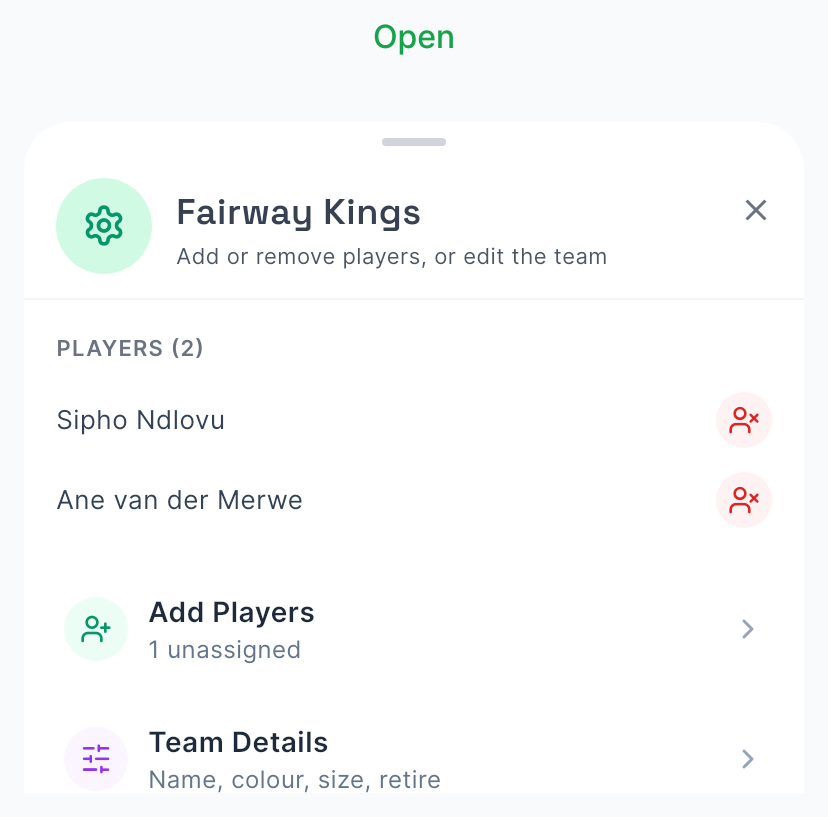 Open
Fairway Kings
Add or remove players, or edit the team
PLAYERS (2)
Sipho Ndlovu
Ane van der Merwe
Add Players
1 unassigned
Team Details
Name, colour, size, retire